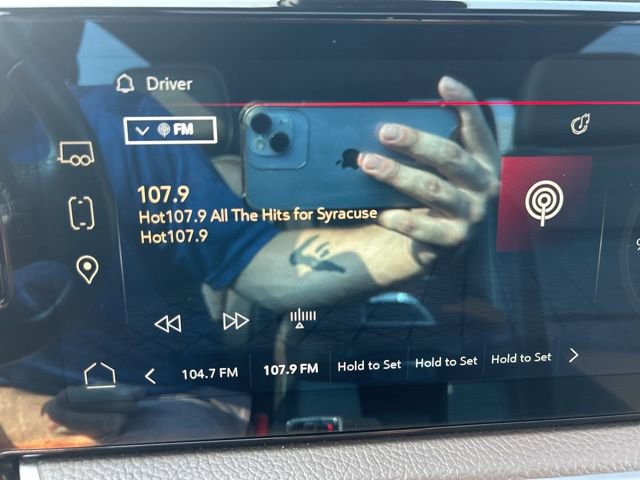 Driver
FM
107.9
Hot107.9 All The Hits for Syracuse
Hot107.9
104.7 FM 107.9 FM Hold to Set Hold to Set Hold to Set